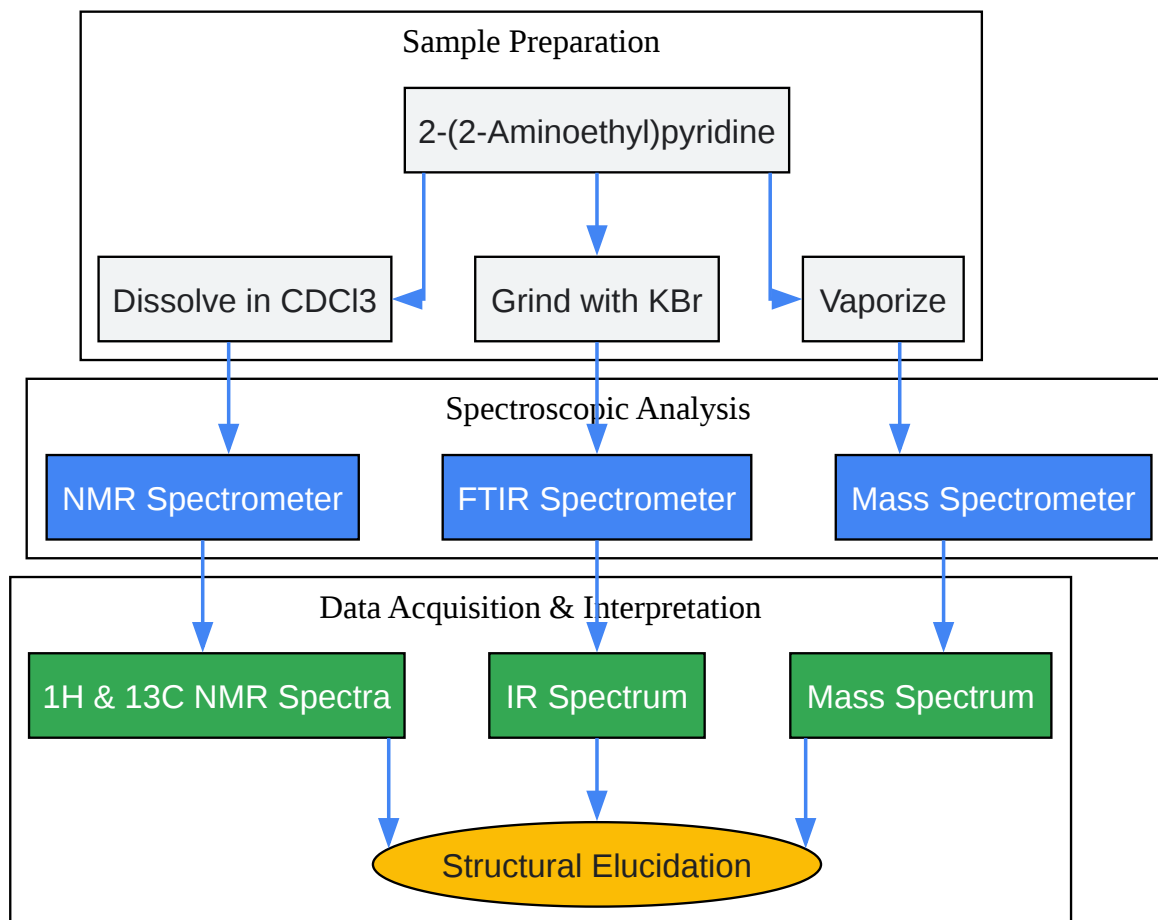 Sample Preparation
2-(2-Aminoethyl)pyridine
Dissolve in CDCl3
Grind with KBr
Vaporize
Spectroscopic Analysis
NMR Spectrometer
FTIR Spectrometer
Mass Spectrometer
Data Acquisition & Interpretation
1H & 13C NMR Spectra
IR Spectrum
Mass Spectrum
Structural Elucidation